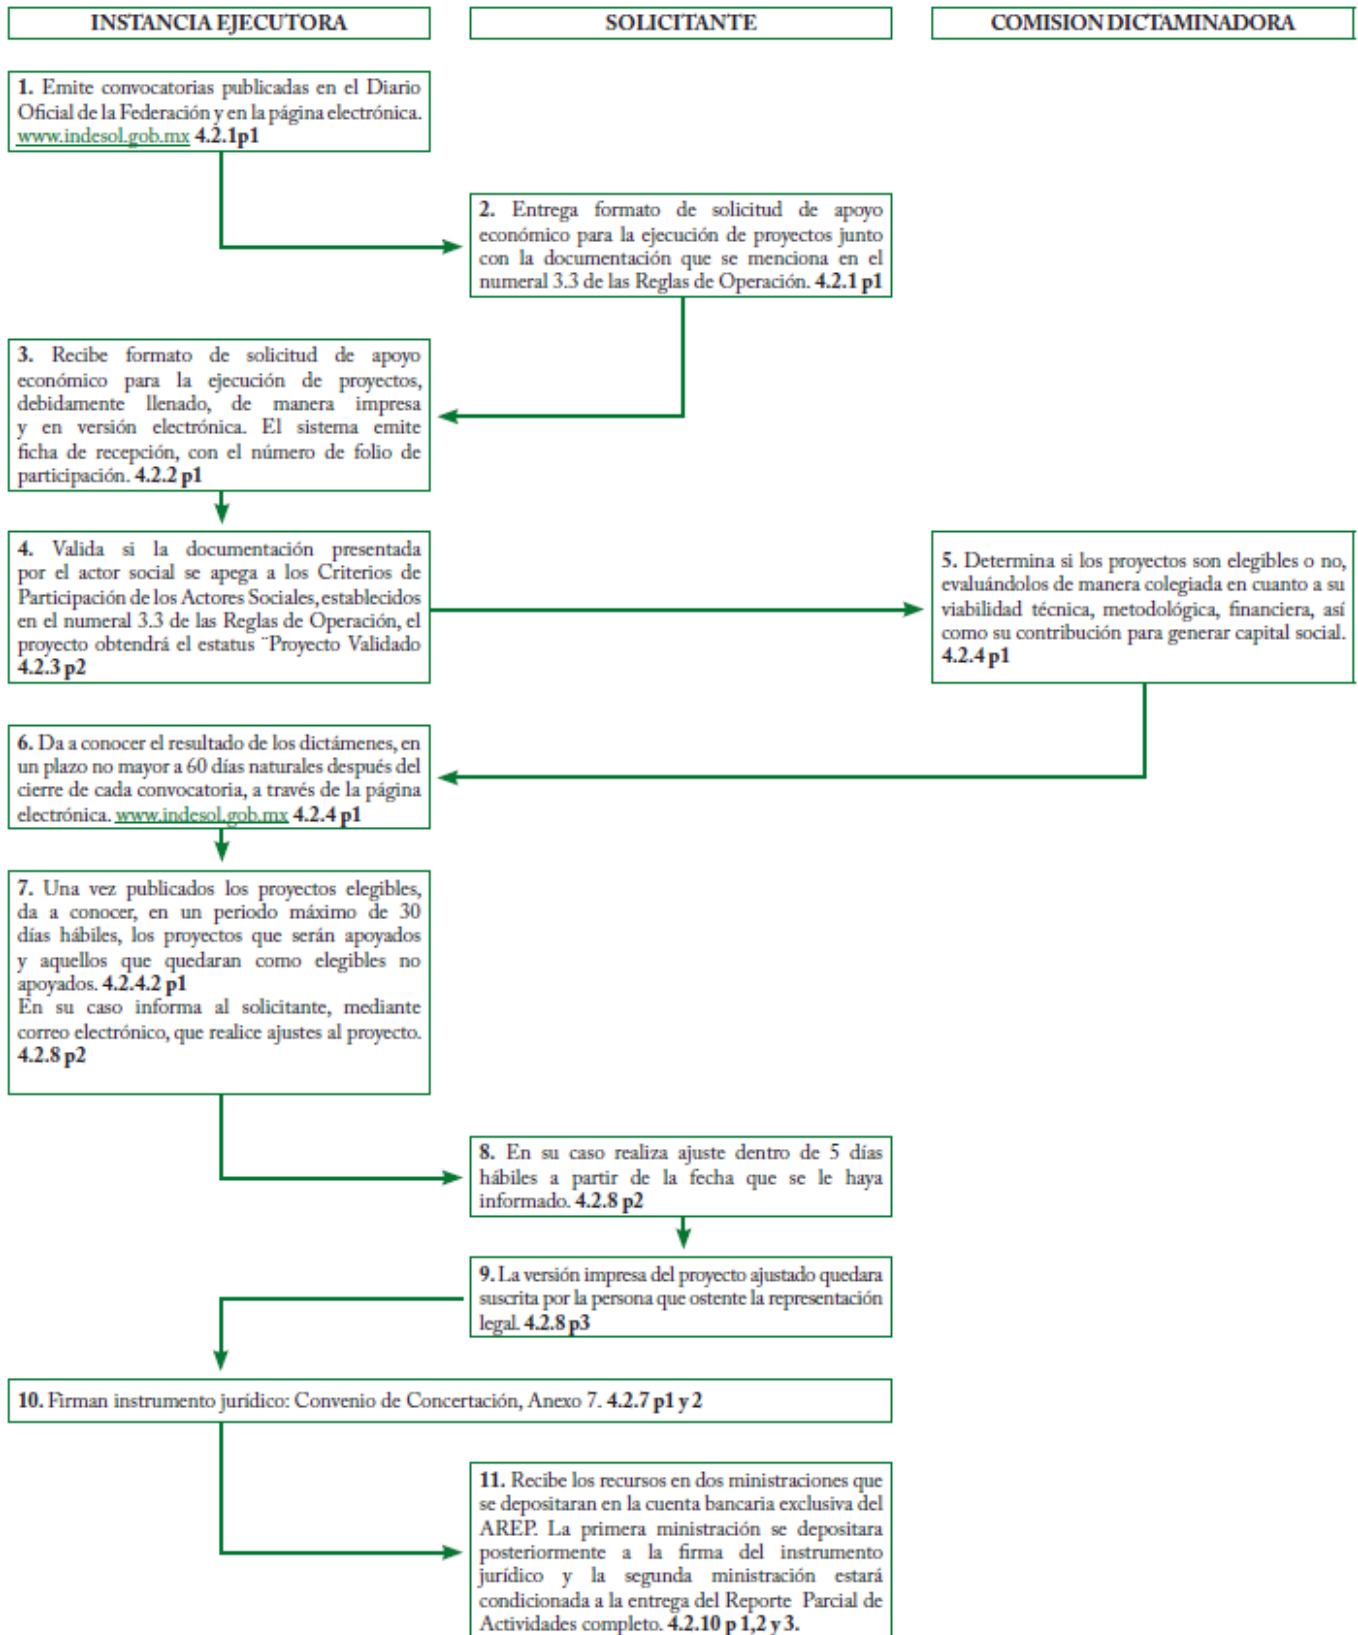 INSTANCIA EJECUTORA
SOLICITANTE
COMISION DICTAMINADORA
1. Emite convocatorias publicadas en el Diario
Oficial de la Federación y en la página electrónica.
www.indesol.gob.mx 4.2.1p1
2. Entrega formato de solicitud de apoyo
económico para la ejecución de proyectos junto
con la documentación que se menciona en el
numeral 3.3 de las Reglas de Operación. 4.2.1 p1
3. Recibe formato de solicitud de apoyo
económico para la ejecución de proyectos,
debidamente llenado, de manera impresa
y en versión electrónica. El sistema emite
ficha de recepción, con el número de folio de
participación. 4.2.2 p1
4. Valida si la documentación presentada
por el actor social se apega a los Criterios de
Participación de los Actores Sociales, establecidos
en el numeral 3.3 de las Reglas de Operación, el
proyecto obtendrá el estatus ¨Proyecto Validado
4.2.3 p2
5. Determina si los proyectos son elegibles o no,
evaluándolos de manera colegiada en cuanto a su
viabilidad técnica, metodológica, financiera, así
como su contribución para generar capital social.
4.2.4 p1
6. Da a conocer el resultado de los dictámenes, en
un plazo no mayor a 60 días naturales después del
cierre de cada convocatoria, a través de la página
electrónica. www.indesol.gob.mx 4.2.4 p1
7. Una vez publicados los proyectos elegibles,
da a conocer, en un periodo máximo de 30
días hábiles, los proyectos que serán apoyados
y aquellos que quedaran como elegibles no
apoyados. 4.2.4.2 p1
En su caso informa al solicitante, mediante
correo electrónico, que realice ajustes al proyecto.
4.2.8 p2
8. En su caso realiza ajuste dentro de 5 días
hábiles a partir de la fecha que se le haya
informado. 4.2.8 p2
9. La versión impresa del proyecto ajustado quedara
suscrita por la persona que ostente la representación
legal. 4.2.8 p3
10. Firman instrumento jurídico: Convenio de Concertación, Anexo 7. 4.2.7 p1 y 2
11. Recibe los recursos en dos ministraciones que
se depositaran en la cuenta bancaria exclusiva del
AREP. La primera ministración se depositara
posteriormente a la firma del instrumento
jurídico y la segunda ministración estará
condicionada a la entrega del Reporte Parcial de
Actividades completo. 4.2.10 p 1,2 y 3.